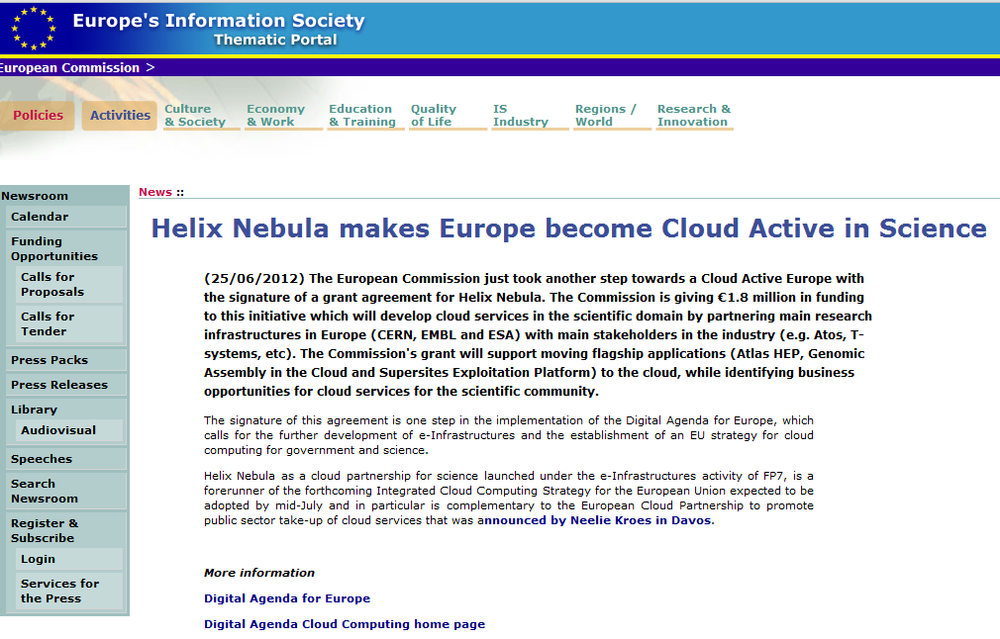 Europe's Information Society
Thematic Portal
European Commission >
Policies
Activities
Culture
& Society
Economy
& Work
Education
& Training
Quality
of Life
IS
Industry
Regions /
World
Research &
Innovation
Newsroom
Calendar
Funding
Opportunities
Calls for
Proposals
Calls for
Tender
Press Packs
Press Releases
Library
Audiovisual
Speeches
Search
Newsroom
Register &
Subscribe
Login
Services for
the Press
News ::
Helix Nebula makes Europe become Cloud Active in Science
(25/06/2012) The European Commission just took another step towards a Cloud Active Europe with
the signature of a grant agreement for Helix Nebula. The Commission is giving €1.8 million in funding
to this initiative which will develop cloud services in the scientific domain by partnering main research
infrastructures in Europe (CERN, EMBL and ESA) with main stakeholders in the industry (e.g. Atos, T-
systems, etc). The Commission's grant will support moving flagship applications (Atlas HEP, Genomic
Assembly in the Cloud and Supersites Exploitation Platform) to the cloud, while identifying business
opportunities for cloud services for the scientific community.
The signature of this agreement is one step in the implementation of the Digital Agenda for Europe, which
calls for the further development of e-Infrastructures and the establishment of an EU strategy for cloud
computing for government and science.
Helix Nebula as a cloud partnership for science launched under the e-Infrastructures activity of FP7, is a
forerunner of the forthcoming Integrated Cloud Computing Strategy for the European Union expected to be
adopted by mid-July and in particular is complementary to the European Cloud Partnership to promote
public sector take-up of cloud services that was announced by Neelie Kroes in Davos.
More information
Digital Agenda for Europe
Digital Agenda Cloud Computing home page